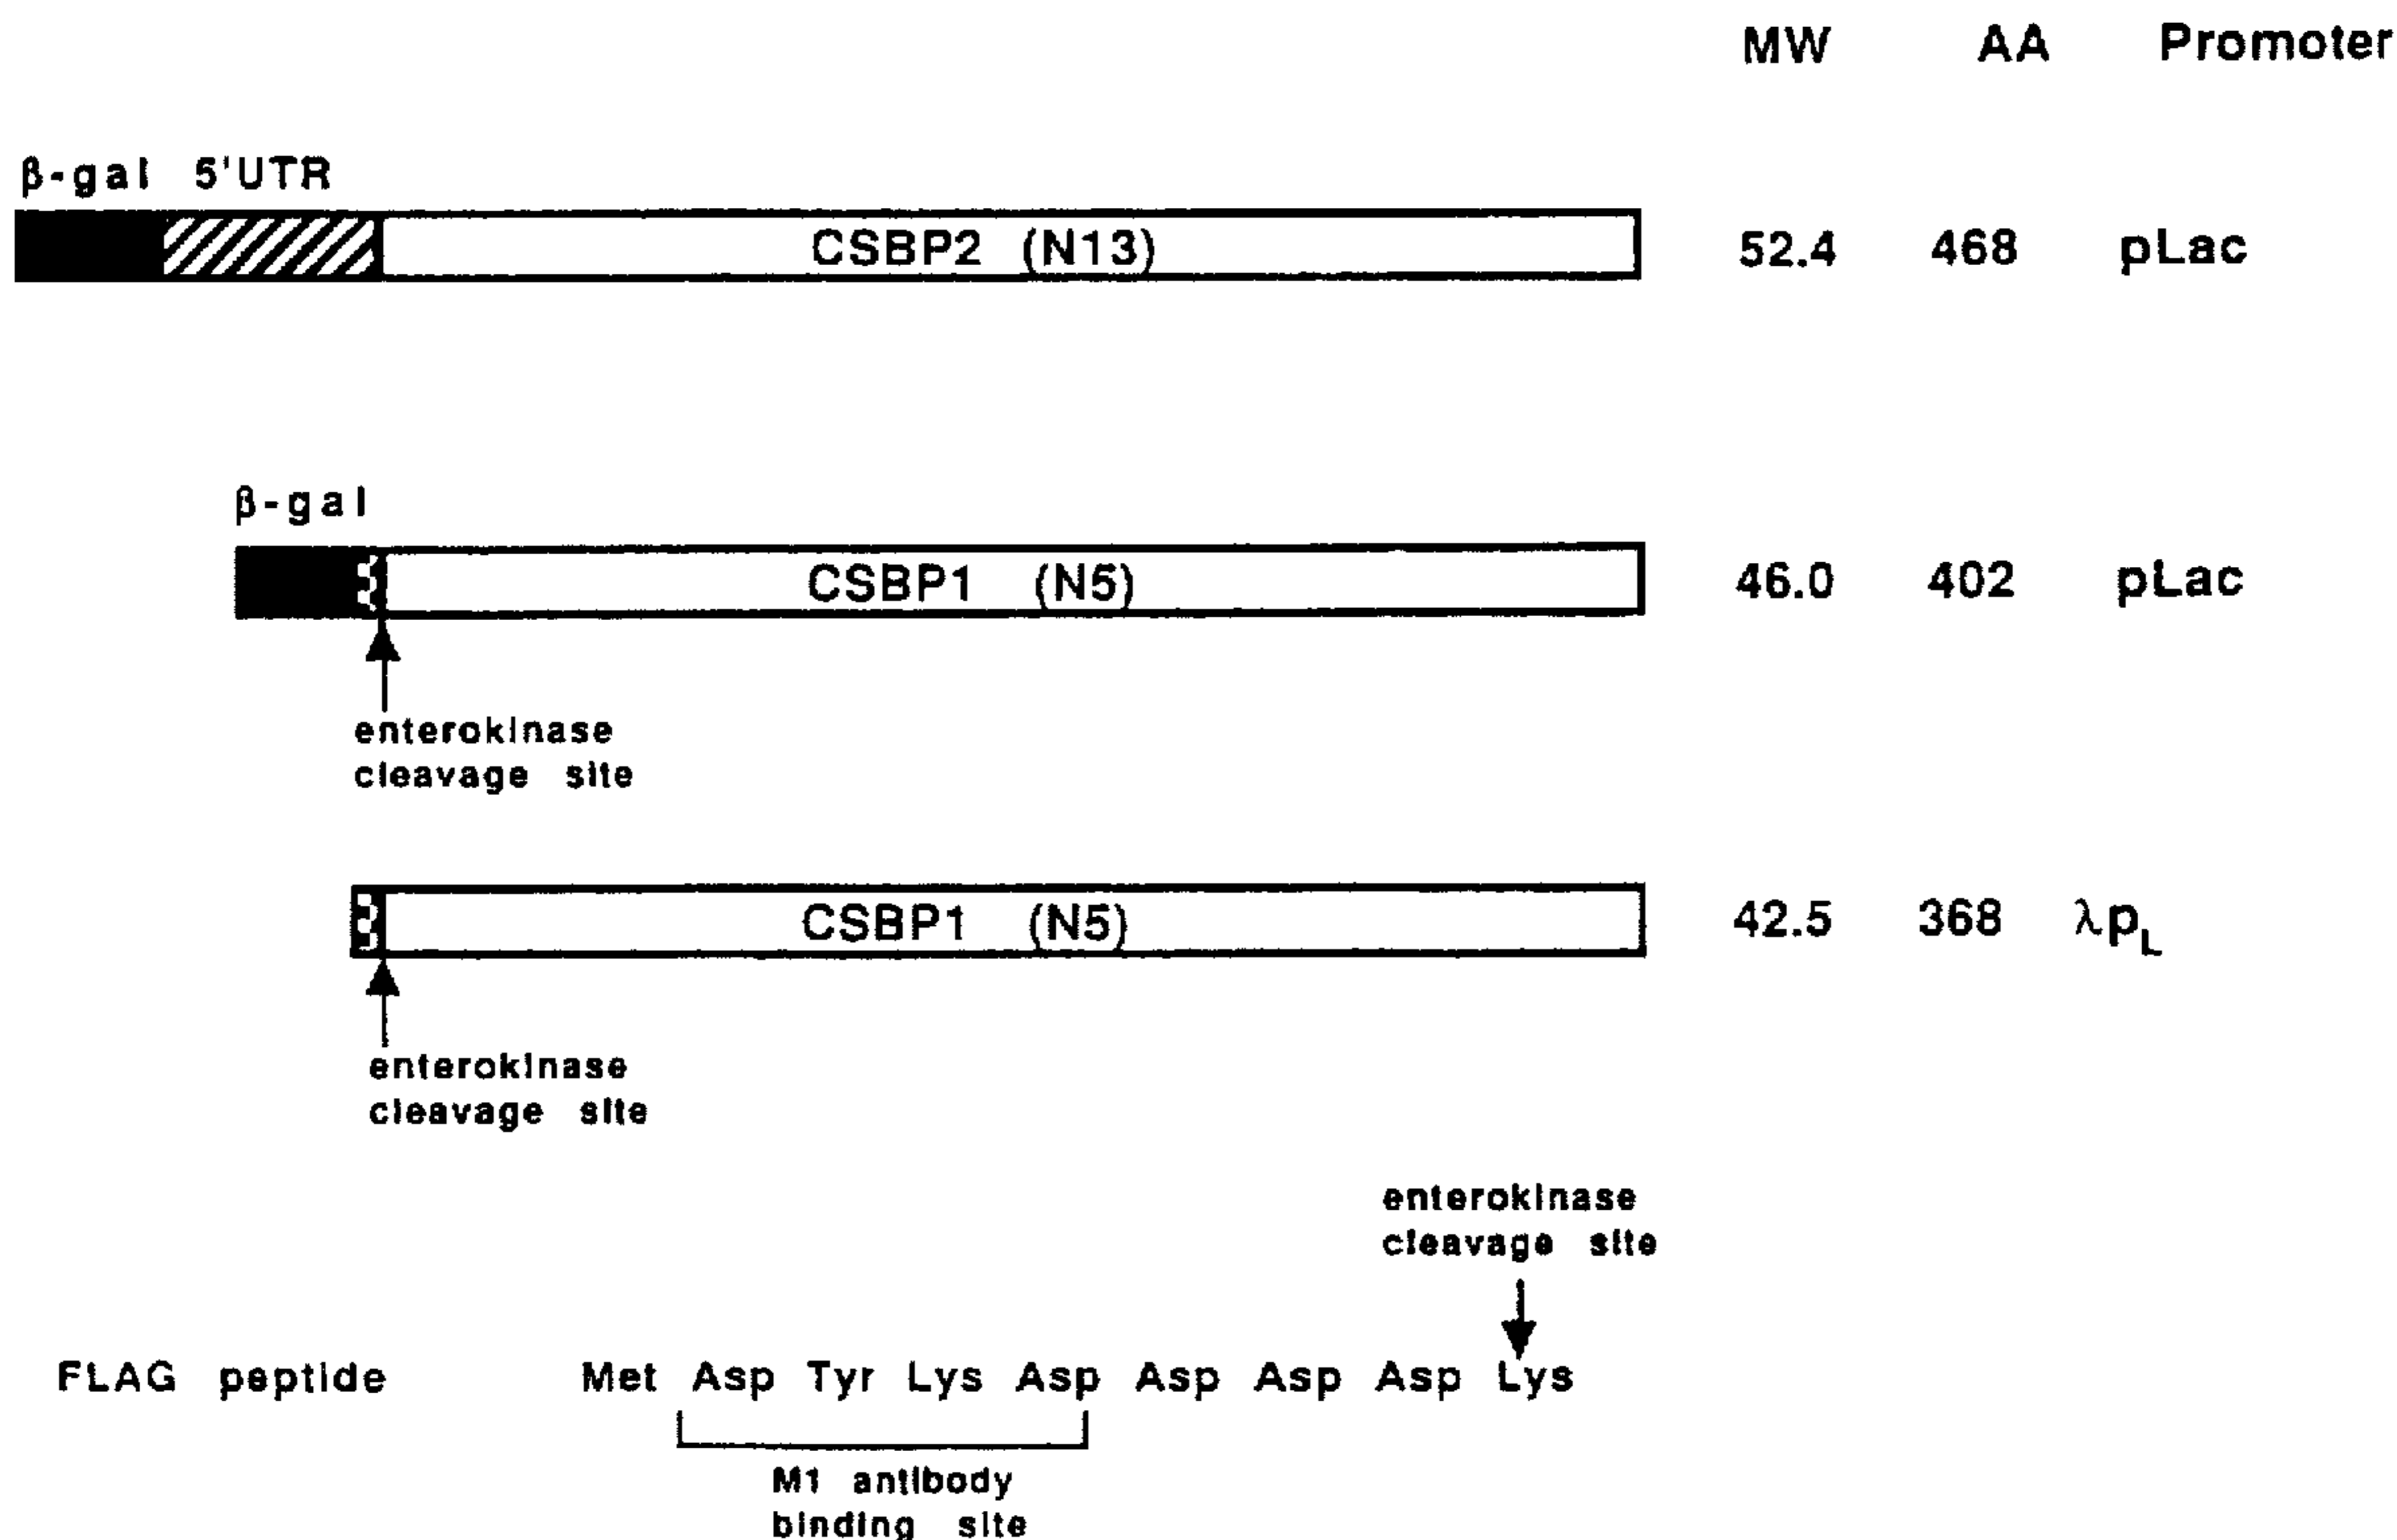 MW AA Promoter
β-gal 5'UTR
CSBP2 (N13) 52.4 468 pLac
β-gal
CSBP1 (N5) 46.0 402 pLac
enterokinase
cleavage site
CSBP1 (N5) 42.5 368 λpL
enterokinase
cleavage site
enterokinase
cleavage site
FLAG peptide Met Asp Tyr Lys Asp Asp Asp Asp Lys
M1 antibody
binding site